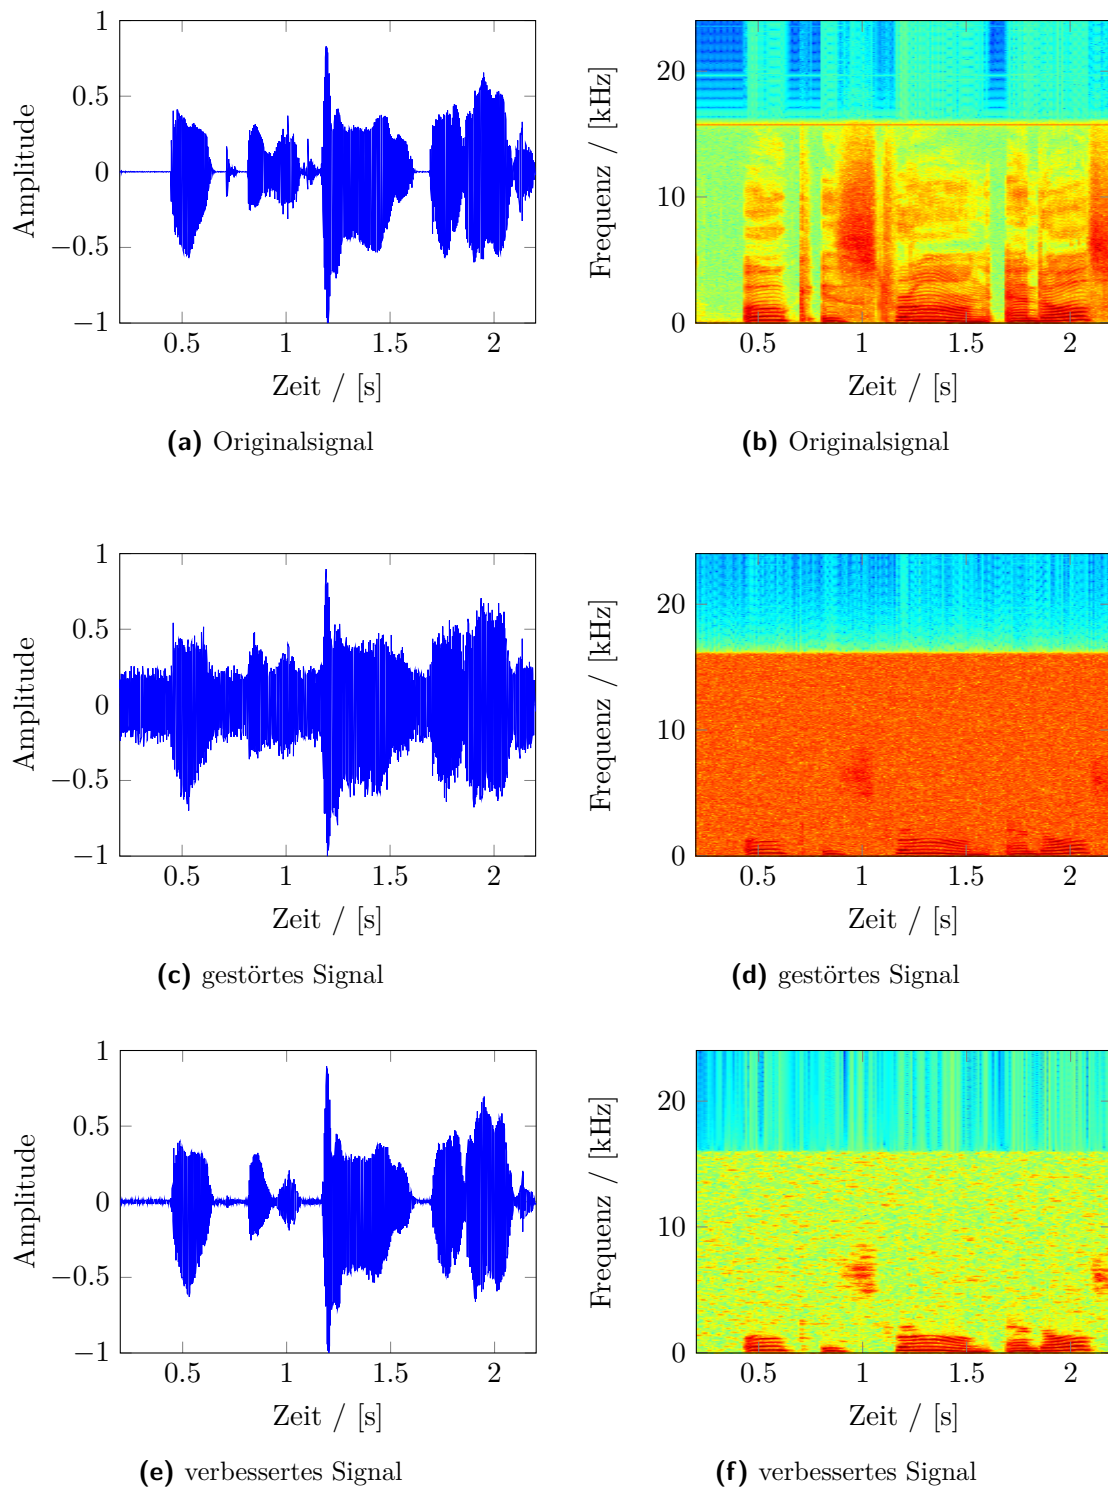 1
0.5
0
−0.5
−1
Amplitude
0.5 1 1.5 2
Zeit / [s]
(a) Originalsignal
20
10
0
Frequenz / [kHz]
0.5 1 1.5 2
Zeit / [s]
(b) Originalsignal
1
0.5
0
−0.5
−1
Amplitude
0.5 1 1.5 2
Zeit / [s]
(c) gestörtes Signal
20
10
0
Frequenz / [kHz]
0.5 1 1.5 2
Zeit / [s]
(d) gestörtes Signal
1
0.5
0
−0.5
−1
Amplitude
0.5 1 1.5 2
Zeit / [s]
(e) verbessertes Signal
20
10
0
Frequenz / [kHz]
0.5 1 1.5 2
Zeit / [s]
(f) verbessertes Signal